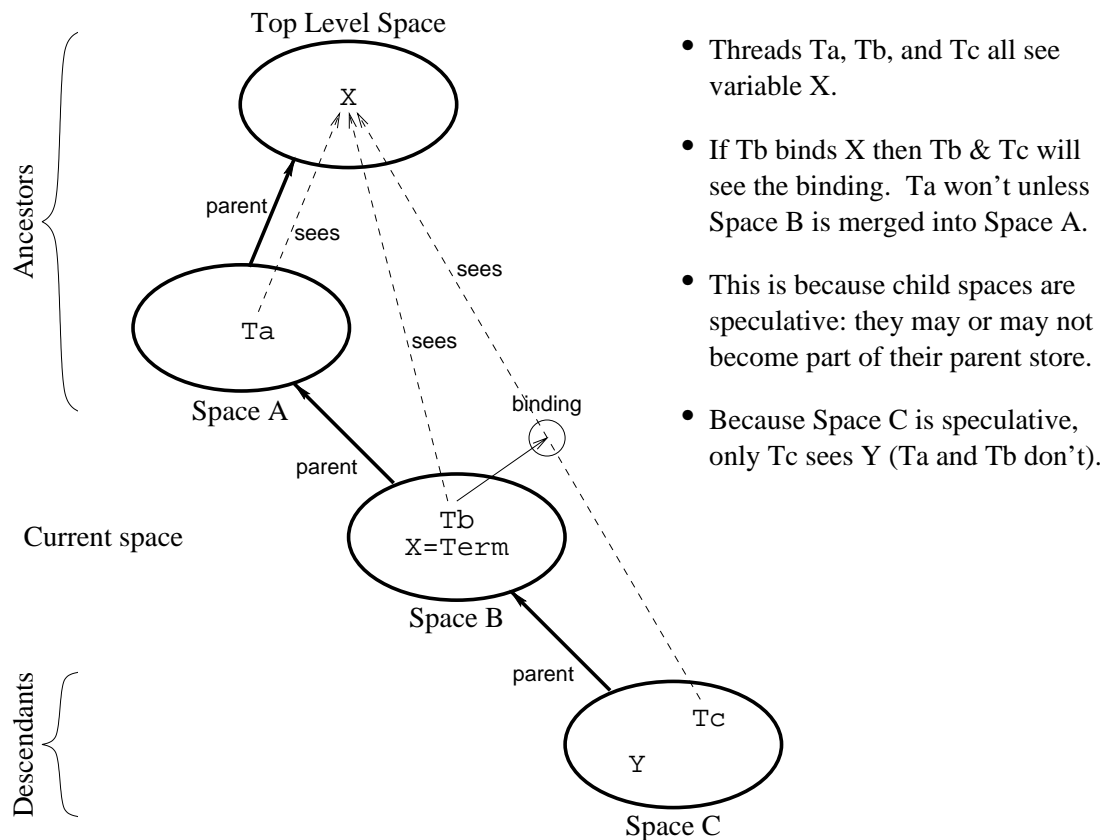 Top Level Space
X
Ancestors
parent
sees
sees
sees
Ta
Space A
binding
parent
Current space
Tb
X=Term
Space B
parent
Descendants
Tc
Y
Space C
• Threads Ta, Tb, and Tc all see
variable X.
• If Tb binds X then Tb & Tc will
see the binding. Ta won't unless
Space B is merged into Space A.
• This is because child spaces are
speculative: they may or may not
become part of their parent store.
• Because Space C is speculative,
only Tc sees Y (Ta and Tb don't).